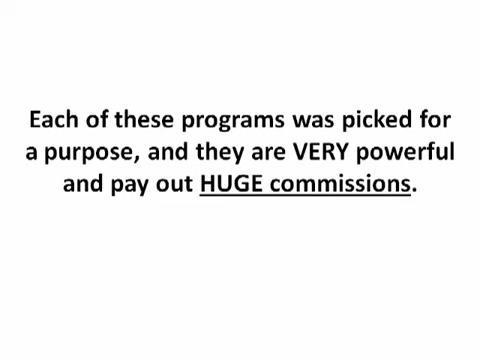 Each of these programs was picked for
a purpose, and they are VERY powerful
and pay out HUGE commissions.